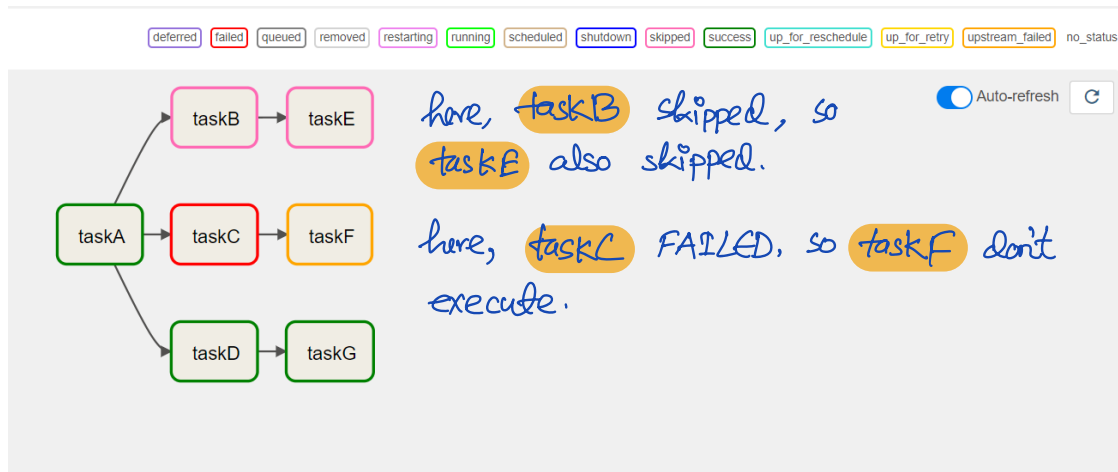 deferred failed queued removed restarting running scheduled shutdown skipped success up_for_reschedule up_for_retry upstream_failed no_status
Auto-refresh
taskB taskE
here, taskB skipped, so
taskE also skipped.
taskA taskC taskF
here, taskC FAILED, so taskF don't
execute.
taskD taskG